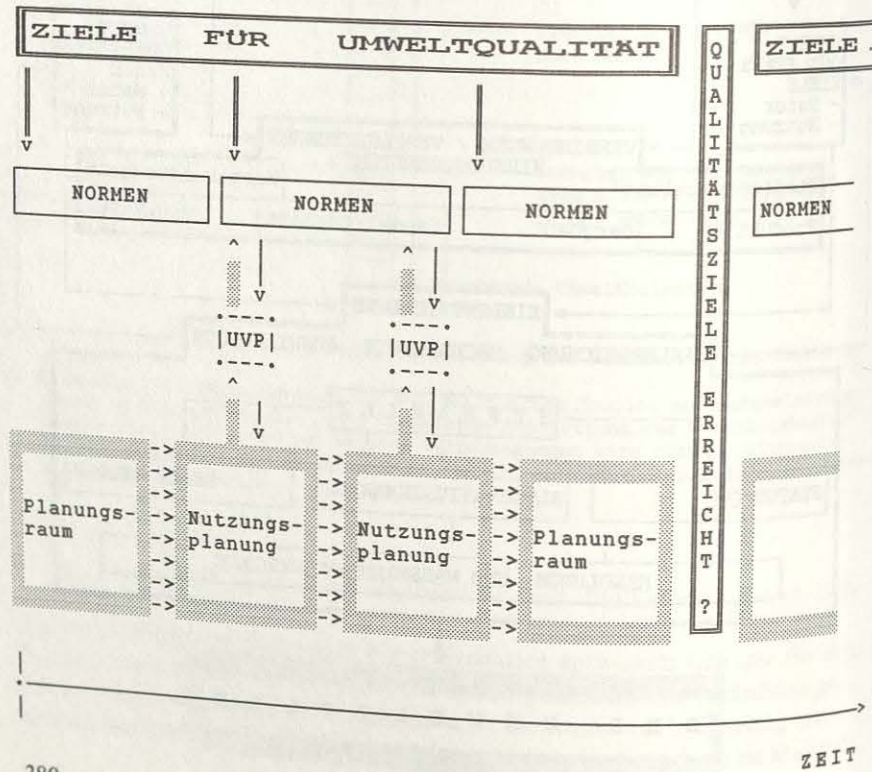 ZIELE FÜR UMWELTQUALITÄT
ZIELE
NORMEN
NORMEN
NORMEN
NORMEN
UVP
UVP
Planungs-
raum
Nutzungs-
planung
Nutzungs-
planung
Planungs-
raum
QUALITÄTSZIELE ERREICHT ?
ZEIT
280